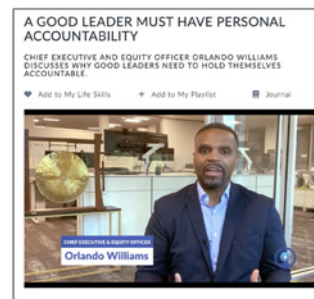 A GOOD LEADER MUST HAVE PERSONAL
ACCOUNTABILITY
CHIEF EXECUTIVE AND EQUITY OFFICER ORLANDO WILLIAMS
DISCUSSES WHY GOOD LEADERS NEED TO HOLD THEMSELVES
ACCOUNTABLE.
Add to My Life Skills
Add to My Playlist
Journal
CHIEF EXECUTIVE & EQUITY OFFICER
Orlando Williams